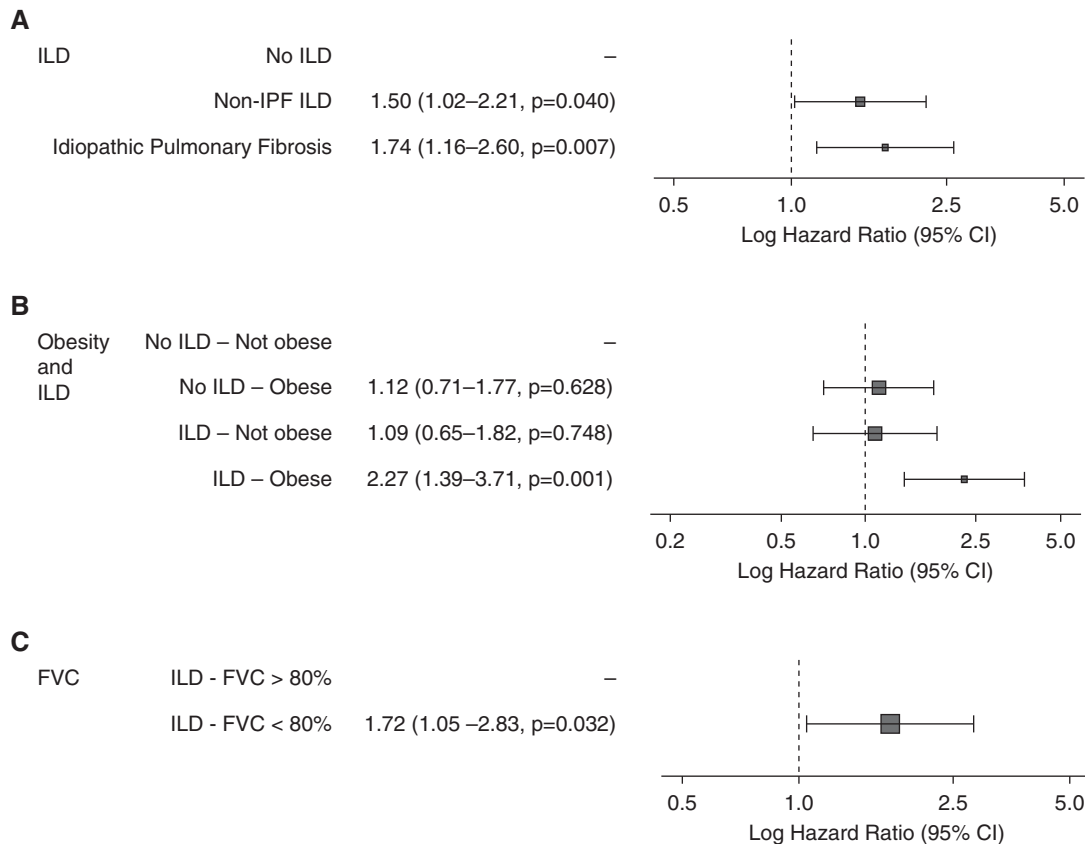 A
ILD No ILD –
Non-IPF ILD 1.50 (1.02–2.21, p=0.040)
Idiopathic Pulmonary Fibrosis 1.74 (1.16–2.60, p=0.007)
0.5 1.0 2.5 5.0
Log Hazard Ratio (95% CI)
B
Obesity and ILD No ILD – Not obese –
No ILD – Obese 1.12 (0.71–1.77, p=0.628)
ILD – Not obese 1.09 (0.65–1.82, p=0.748)
ILD – Obese 2.27 (1.39–3.71, p=0.001)
0.2 0.5 1.0 2.5 5.0
Log Hazard Ratio (95% CI)
C
FVC ILD - FVC > 80% –
ILD - FVC < 80% 1.72 (1.05 –2.83, p=0.032)
0.5 1.0 2.5 5.0
Log Hazard Ratio (95% CI)